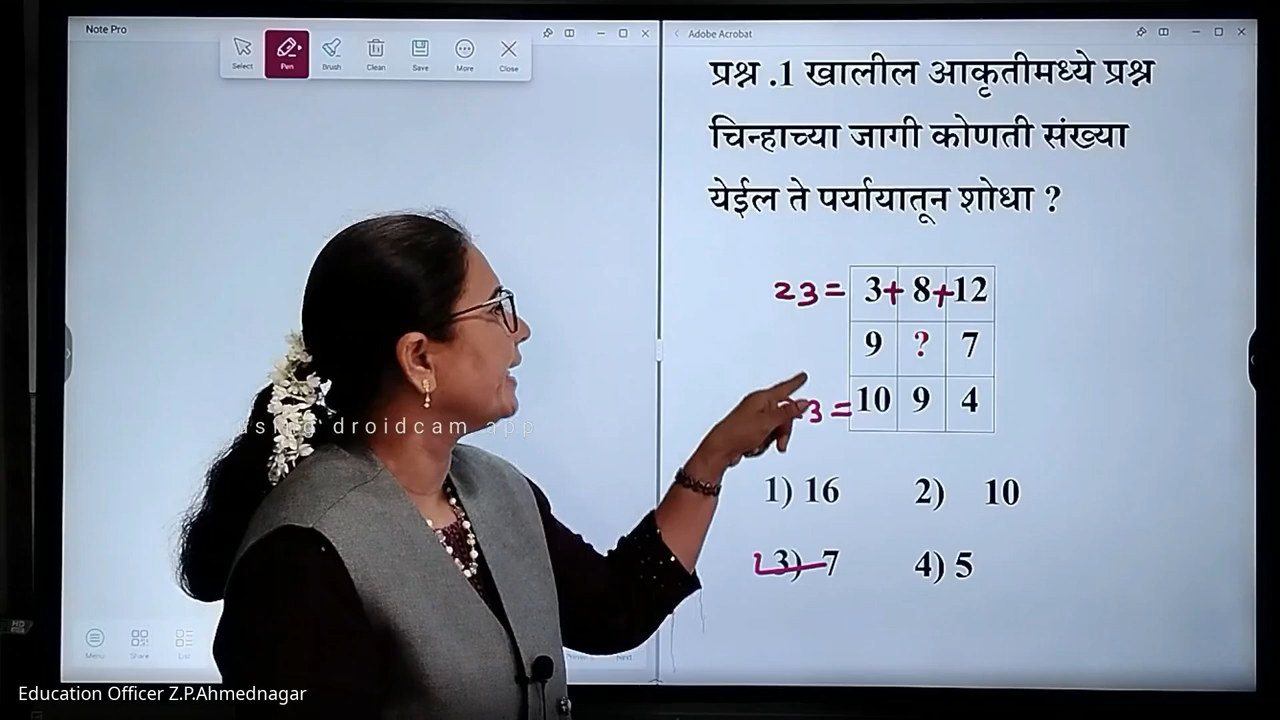 Note Pro
Adobe Acrobat
Select Pen Brush Clean Save More Close
प्रश्न .1 खालील आकृतीमध्ये प्रश्न
चिन्हाच्या जागी कोणती संख्या
येईल ते पर्यायातून शोधा ?
23 = 3 + 8 + 12
9 ? 7
3 = 10 9 4
1) 16 2) 10
3) 7 4) 5
using droidcam app
Menu Share List
Education Officer Z.P.Ahmednagar